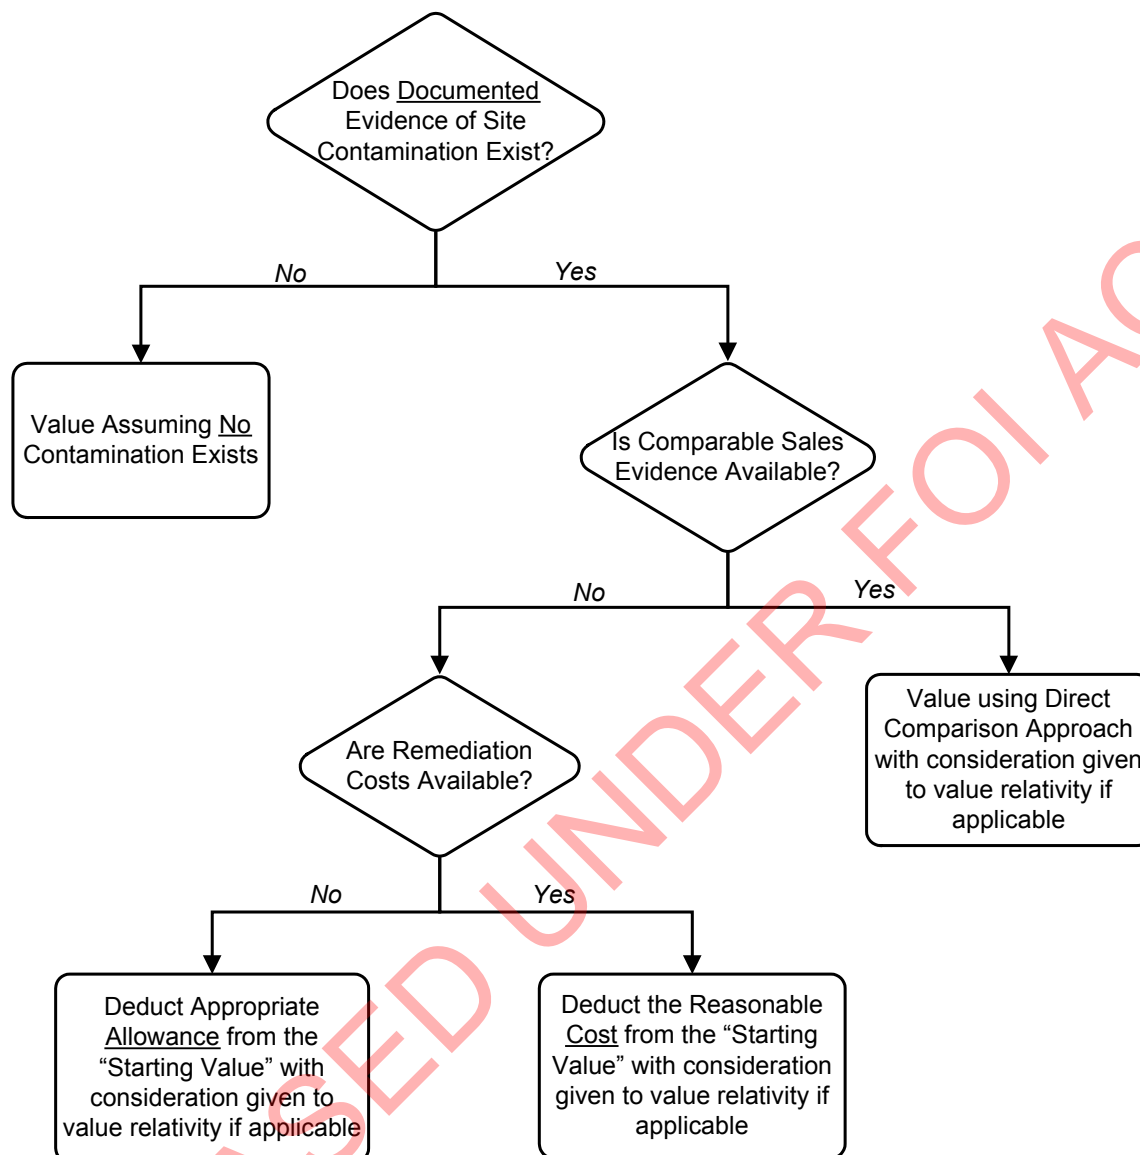 Does Documented
Evidence of Site
Contamination Exist?
No
Yes
Value Assuming No
Contamination Exists
Is Comparable Sales
Evidence Available?
No
Yes
Are Remediation
Costs Available?
Value using Direct
Comparison Approach
with consideration given
to value relativity if
applicable
No
Yes
Deduct Appropriate
Allowance from the
“Starting Value” with
consideration given to
value relativity if applicable
Deduct the Reasonable
Cost from the “Starting
Value” with consideration
given to value relativity if
applicable
ASED UNDER FOI AC